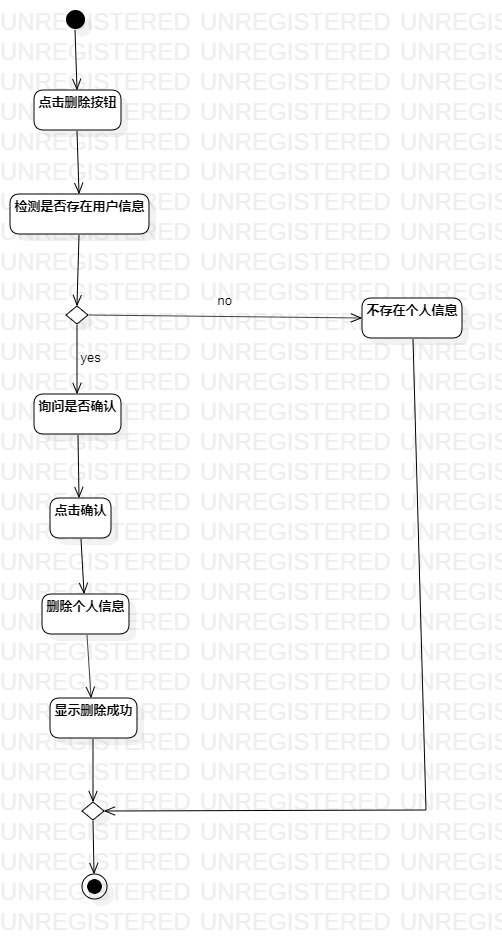 点击删除按钮
检测是否存在用户信息
no
不存在个人信息
yes
询问是否确认
点击确认
删除个人信息
显示删除成功
UNREGISTERED